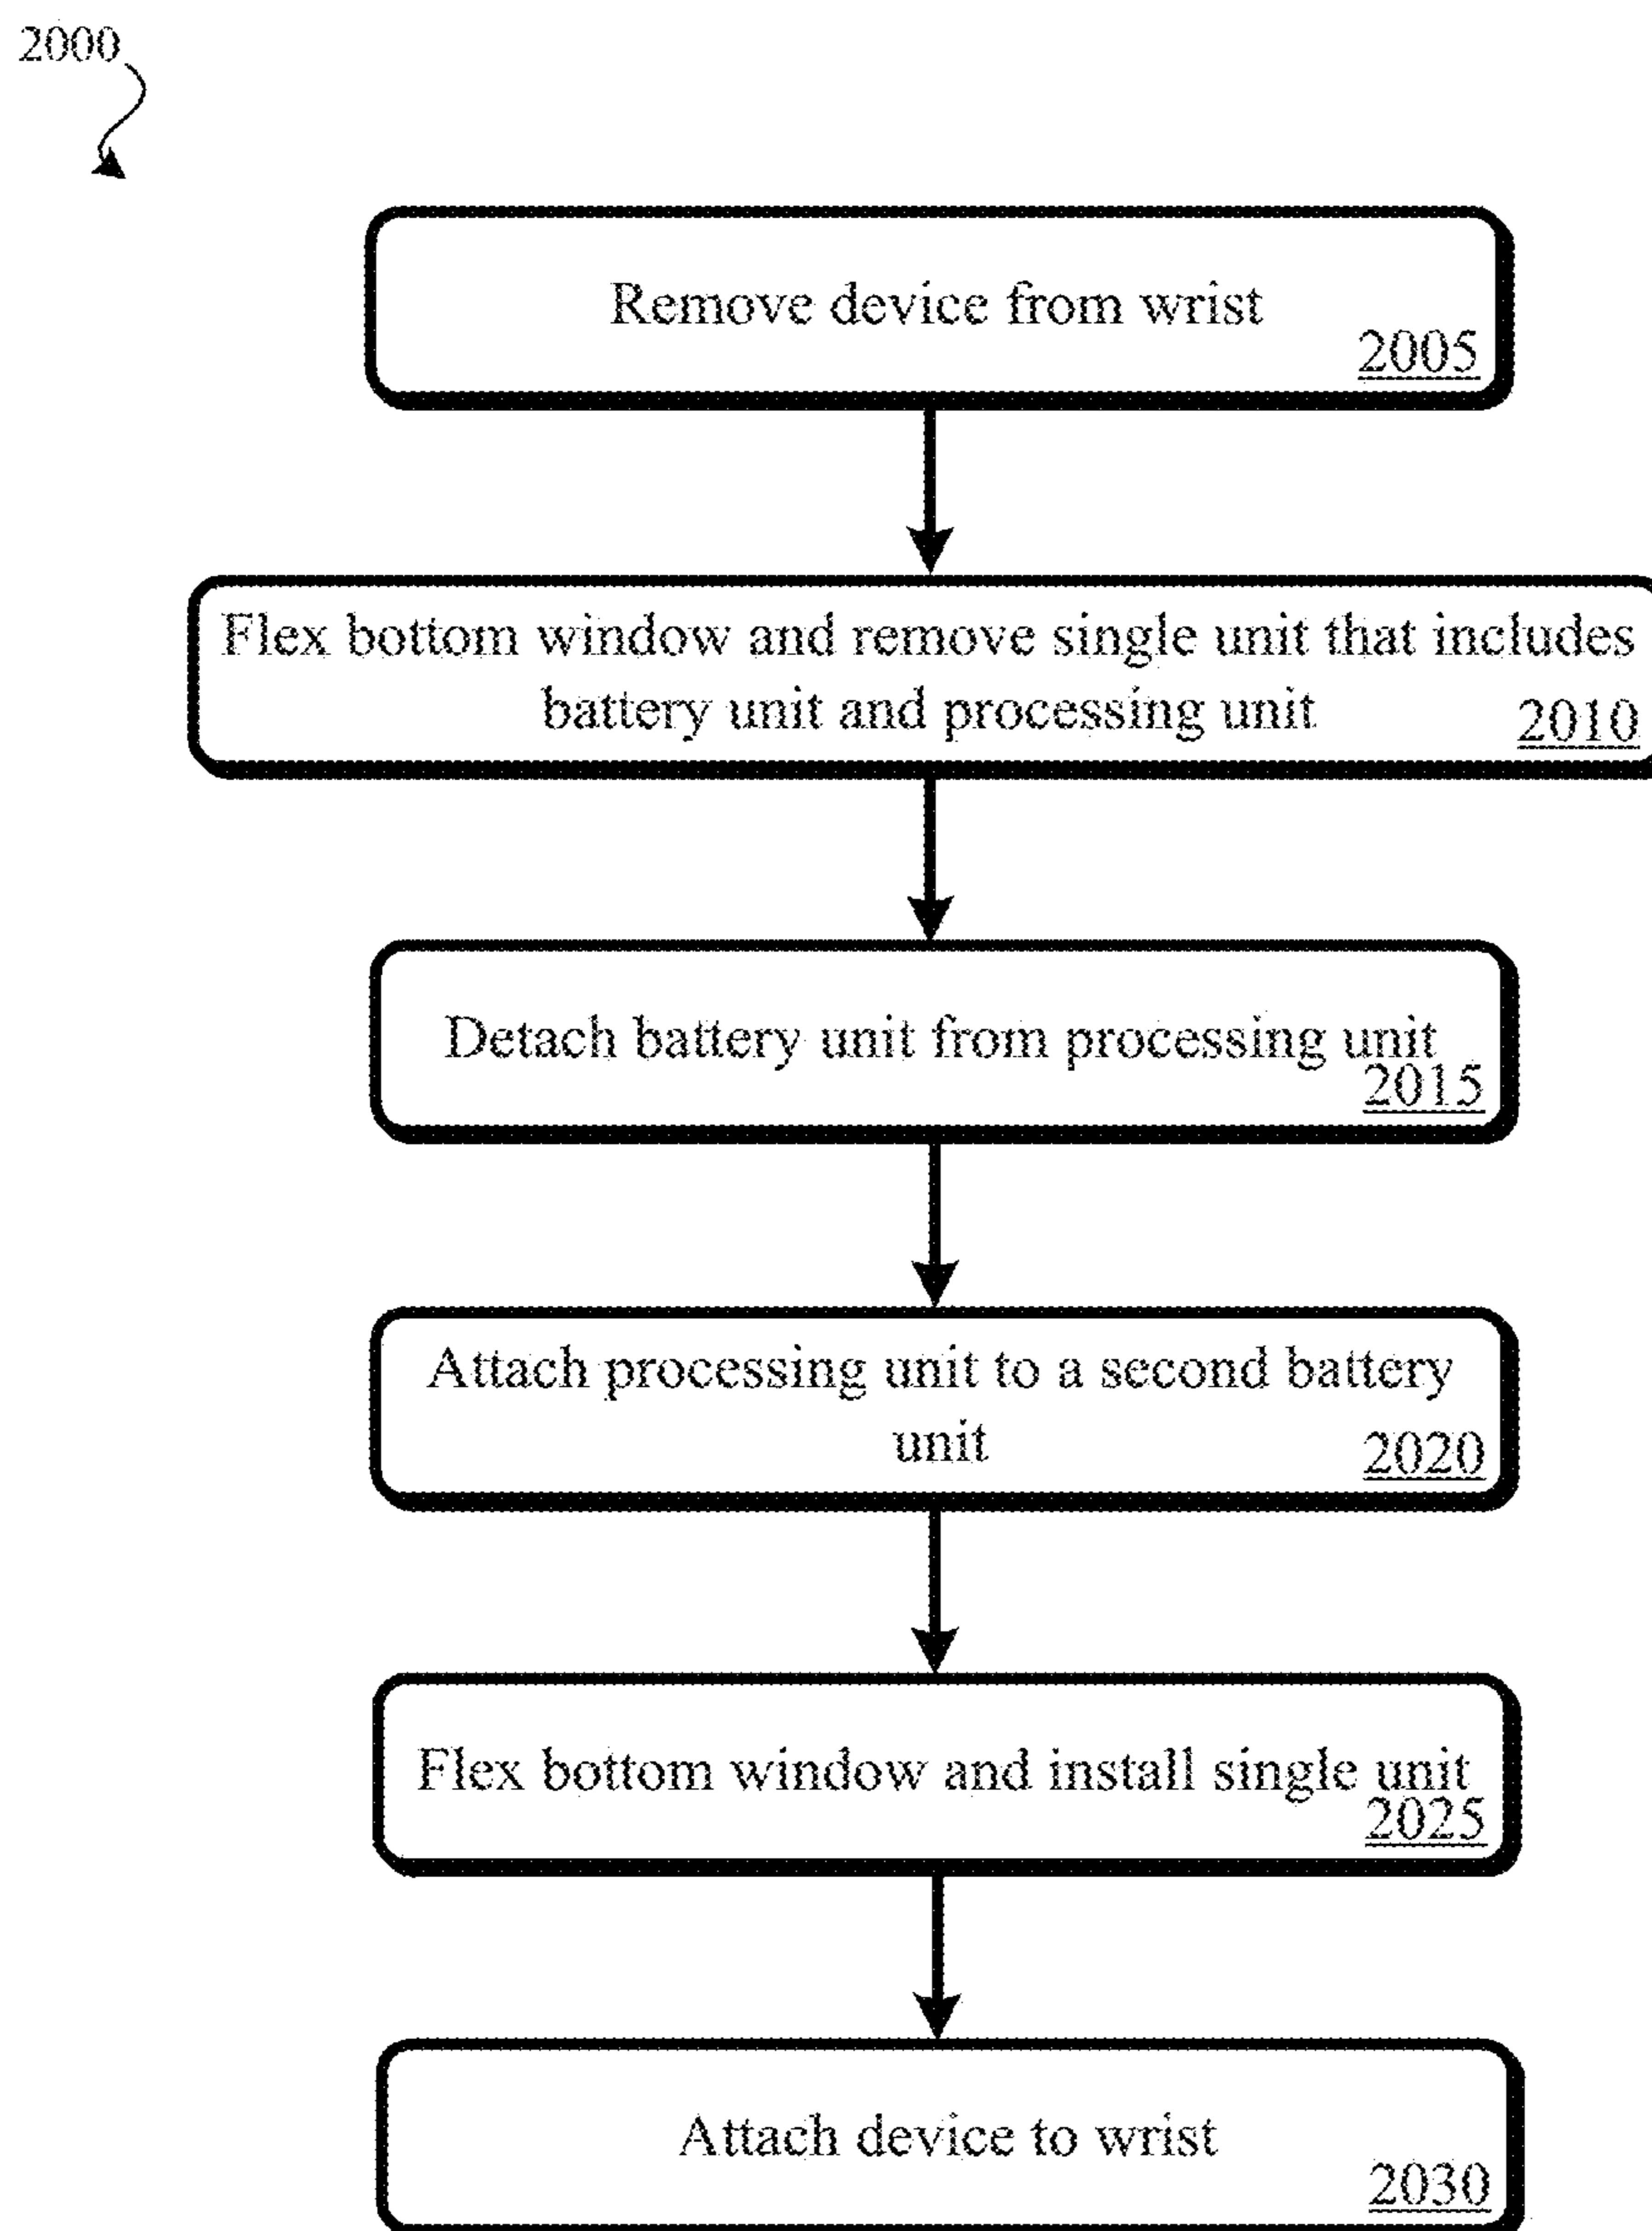 2000
Remove device from wrist
2005
Flex bottom window and remove single unit that includes
battery unit and processing unit
2010
Detach battery unit from processing unit
2015
Attach processing unit to a second battery
unit
2020
Flex bottom window and install single unit
2025
Attach device to wrist
2030